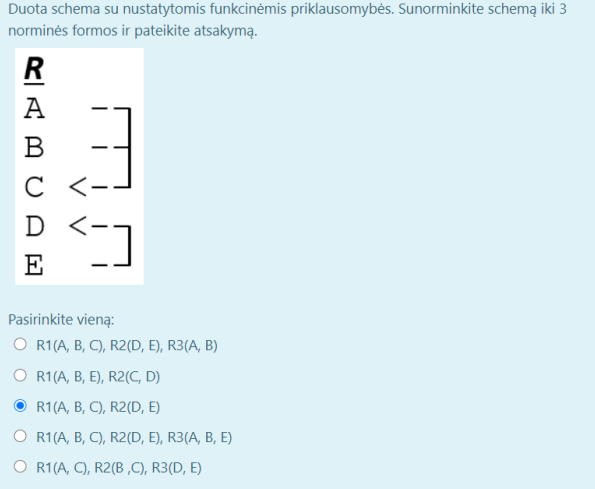 Duota schema su nustatytomis funkcinėmis priklausomybės. Sunorminkite schemą iki 3
norminės formos ir pateikite atsakymą.
R
A
B
C
D
E
Pasirinkite vieną:
R1(A, B, C), R2(D, E), R3(A, B)
R1(A, B, E), R2(C, D)
R1(A, B, C), R2(D, E)
R1(A, B, C), R2(D, E), R3(A, B, E)
R1(A, C), R2(B ,C), R3(D, E)